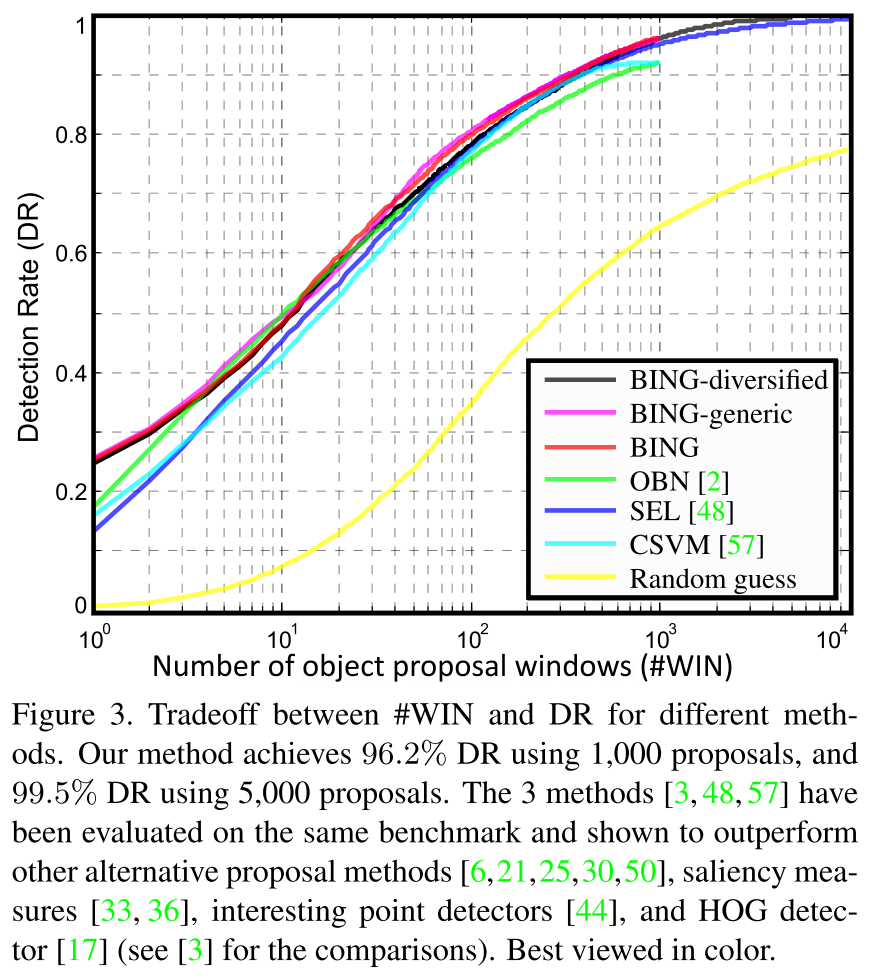 1
0.8
0.6
0.4
0.2
0
Detection Rate (DR)
BING-diversified
BING-generic
BING
OBN [2]
SEL [48]
CSVM [57]
Random guess
10^0 10^1 10^2 10^3 10^4
Number of object proposal windows (#WIN)
Figure 3. Tradeoff between #WIN and DR for different meth-
ods. Our method achieves 96.2% DR using 1,000 proposals, and
99.5% DR using 5,000 proposals. The 3 methods [3,48,57] have
been evaluated on the same benchmark and shown to outperform
other alternative proposal methods [6,21,25,30,50], saliency mea-
sures [33, 36], interesting point detectors [44], and HOG detec-
tor [17] (see [3] for the comparisons). Best viewed in color.